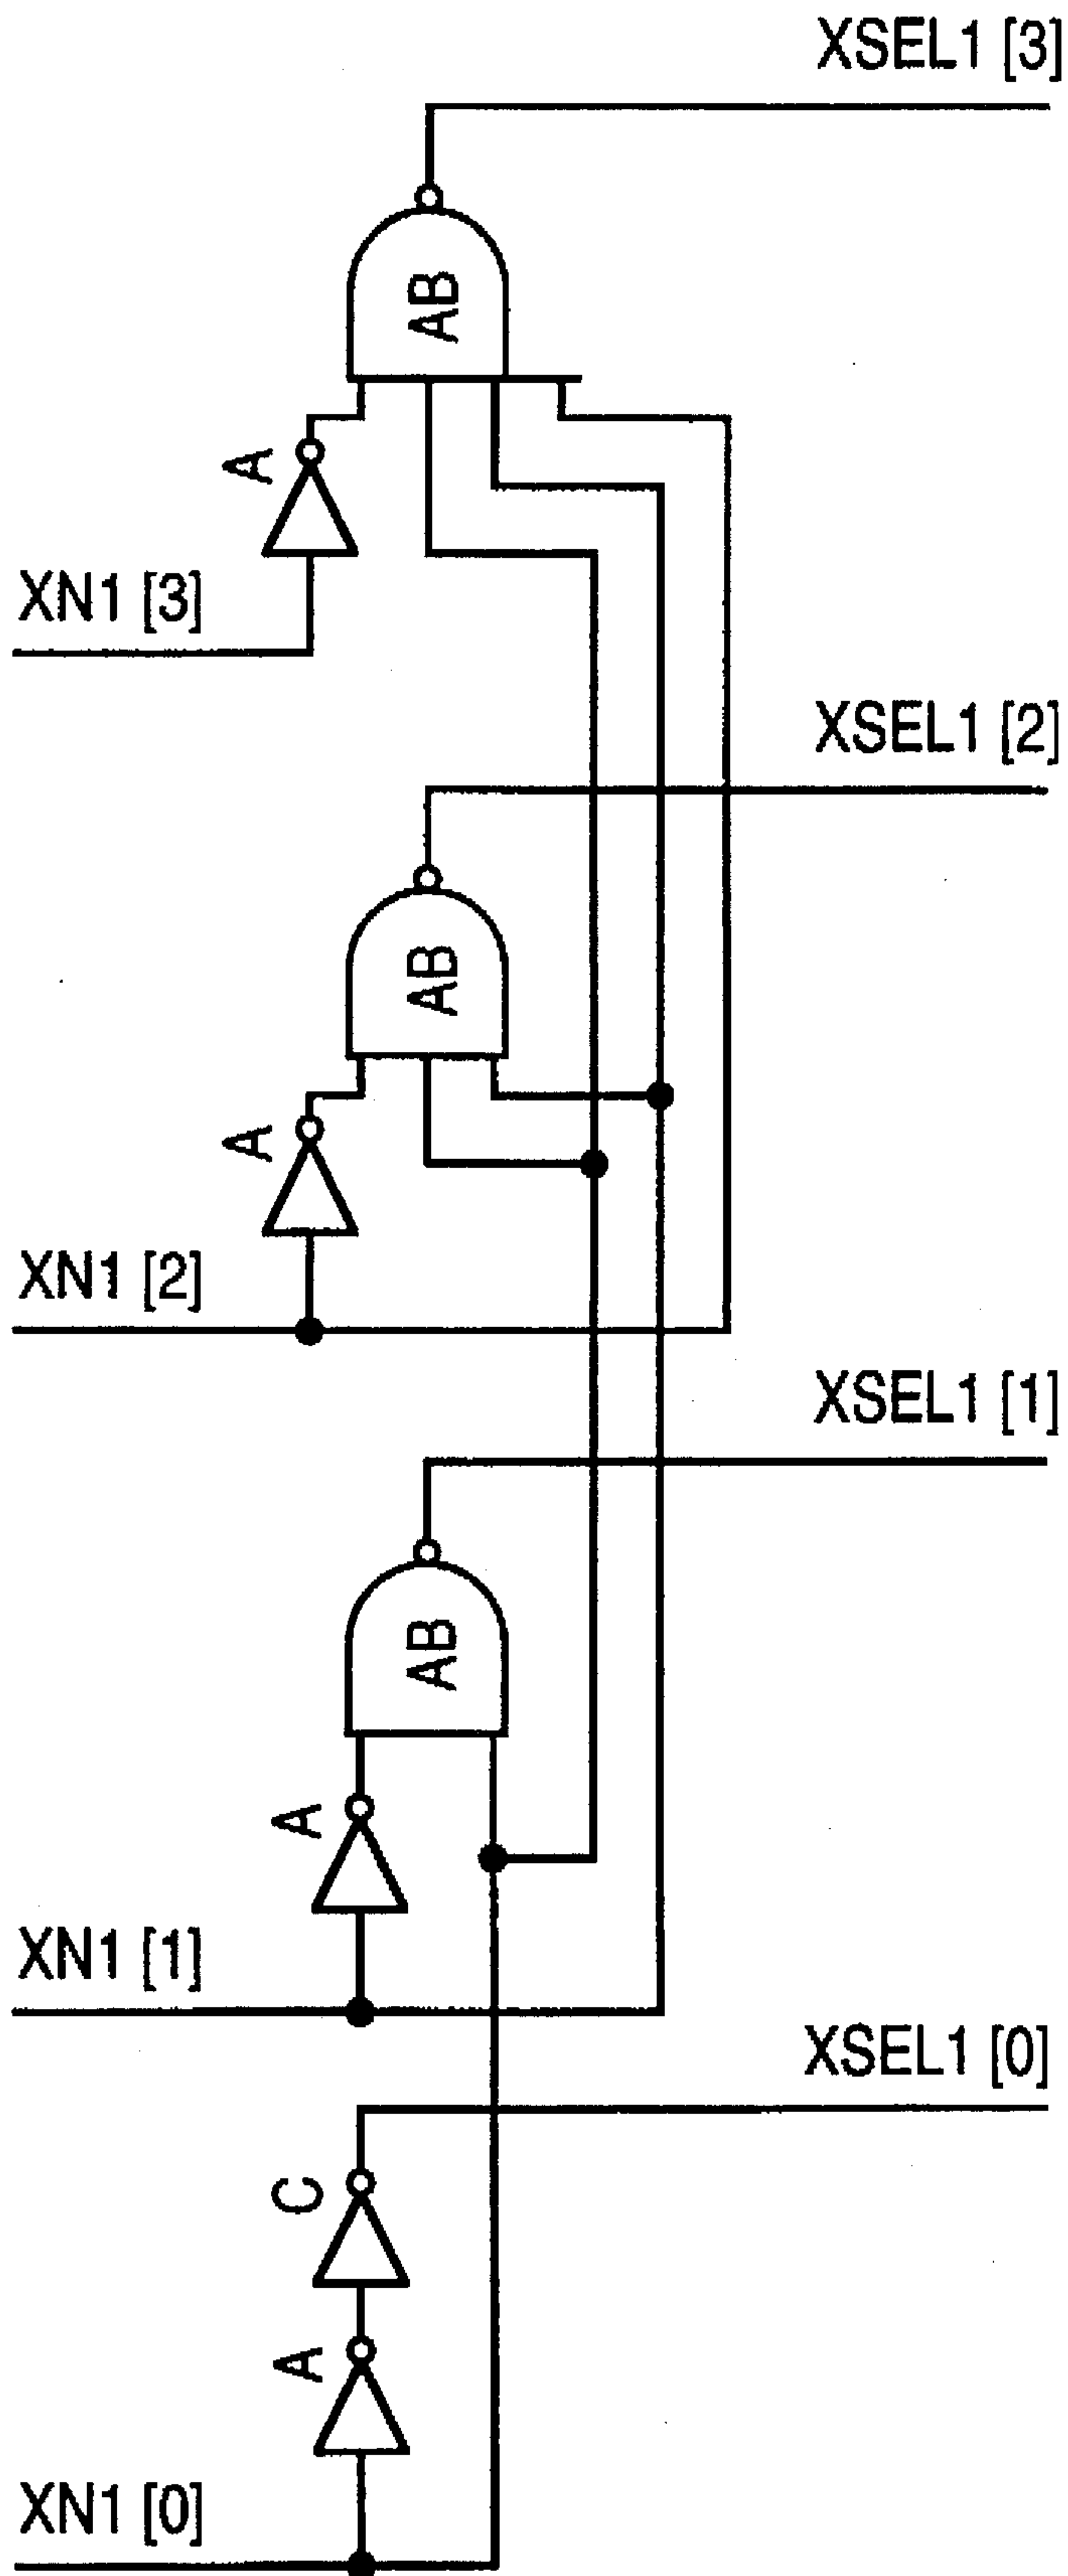 XSEL1 [3]
AB
A
XN1 [3]
XSEL1 [2]
AB
A
XN1 [2]
XSEL1 [1]
AB
A
XN1 [1]
XSEL1 [0]
C
A
XN1 [0]